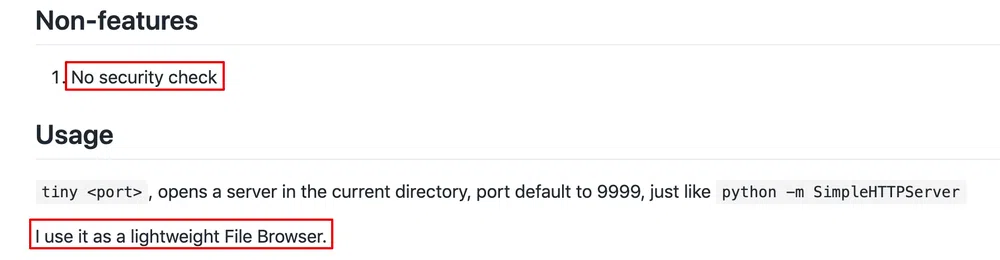 Non-features
1. No security check
Usage
tiny <port> , opens a server in the current directory, port default to 9999, just like python -m SimpleHTTPServer
I use it as a lightweight File Browser.